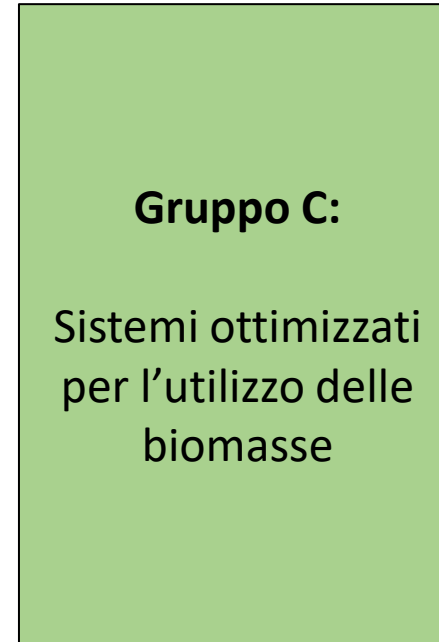 Gruppo C:
Sistemi ottimizzati
per l’utilizzo delle
biomasse